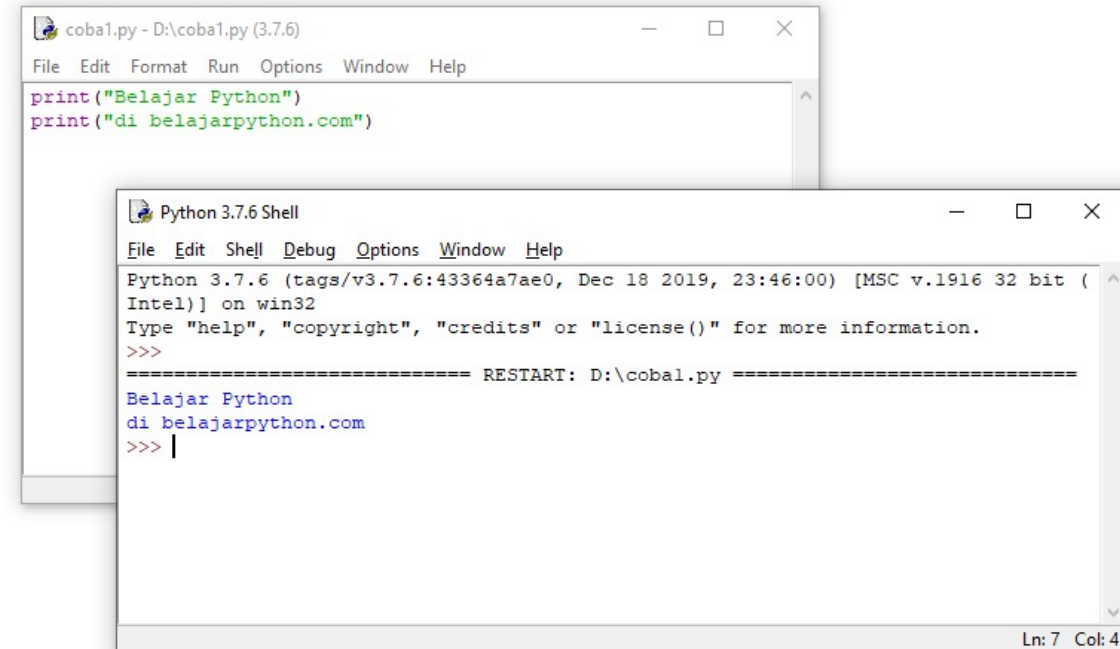 coba1.py - D:\coba1.py (3.7.6)
File Edit Format Run Options Window Help
print("Belajar Python")
print("di belajarpython.com")
Python 3.7.6 Shell
File Edit Shell Debug Options Window Help
Python 3.7.6 (tags/v3.7.6:43364a7ae0, Dec 18 2019, 23:46:00) [MSC v.1916 32 bit (
Intel)] on win32
Type "help", "copyright", "credits" or "license()" for more information.
>>>
============================= RESTART: D:\coba1.py =============================
Belajar Python
di belajarpython.com
>>>
Ln: 7 Col: 4